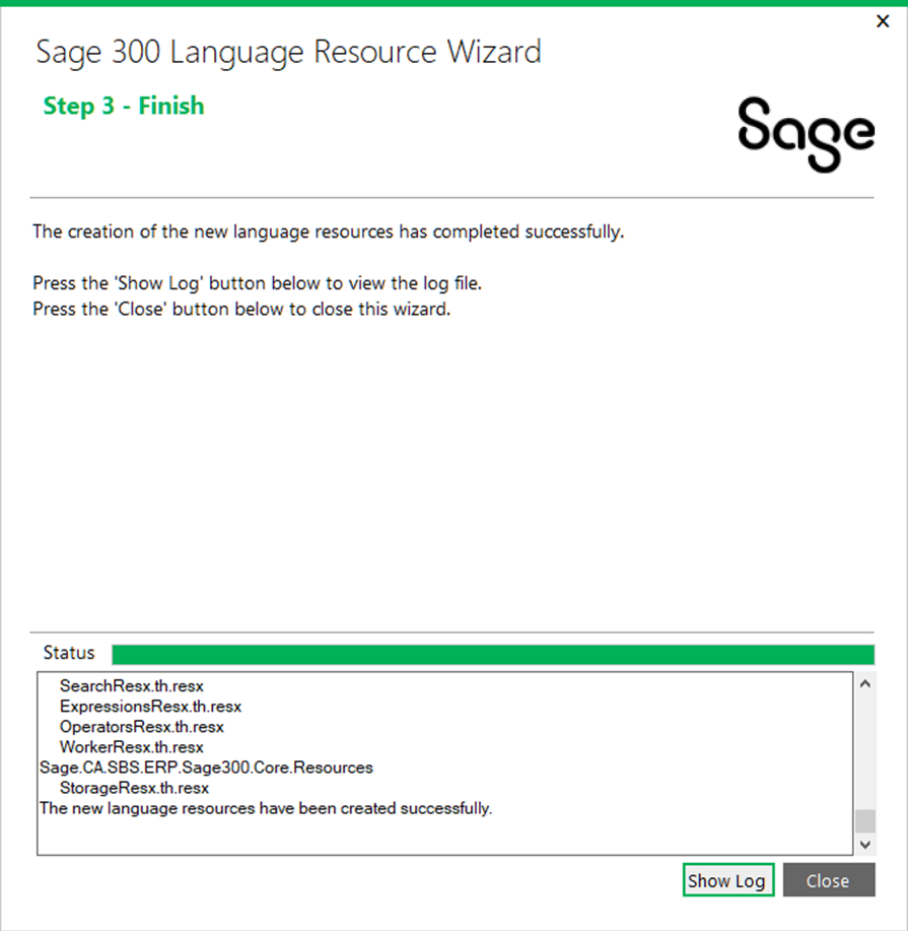 ×
Sage 300 Language Resource Wizard
Step 3 - Finish
Sage
The creation of the new language resources has completed successfully.
Press the 'Show Log' button below to view the log file.
Press the 'Close' button below to close this wizard.
Status
SearchResx.th.resx
ExpressionsResx.th.resx
OperatorsResx.th.resx
WorkerResx.th.resx
Sage.CA.SBS.ERP.Sage300.Core.Resources
StorageResx.th.resx
The new language resources have been created successfully.
Show Log Close